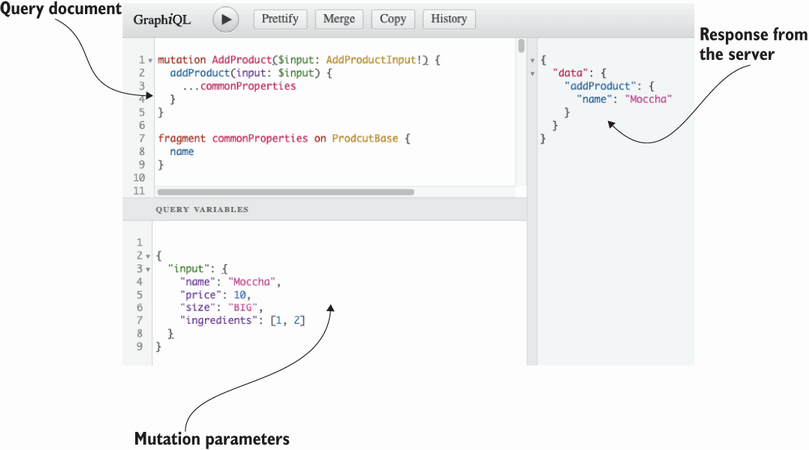 Query document
GraphiQL
Prettify
Merge
Copy
History
Response from
the server
1 mutation AddProduct($input: AddProductInput!) {
2   addProduct(input: $input) {
3     ...commonProperties
4   }
5 }
6
7 fragment commonProperties on ProdcutBase {
8   name
9 }
10
11
{
  "data": {
    "addProduct": {
      "name": "Moccha"
    }
  }
}
QUERY VARIABLES
1
2 {
3   "input": {
4     "name": "Moccha",
5     "price": 10,
6     "size": "BIG",
7     "ingredients": [1, 2]
8   }
9 }
Mutation parameters